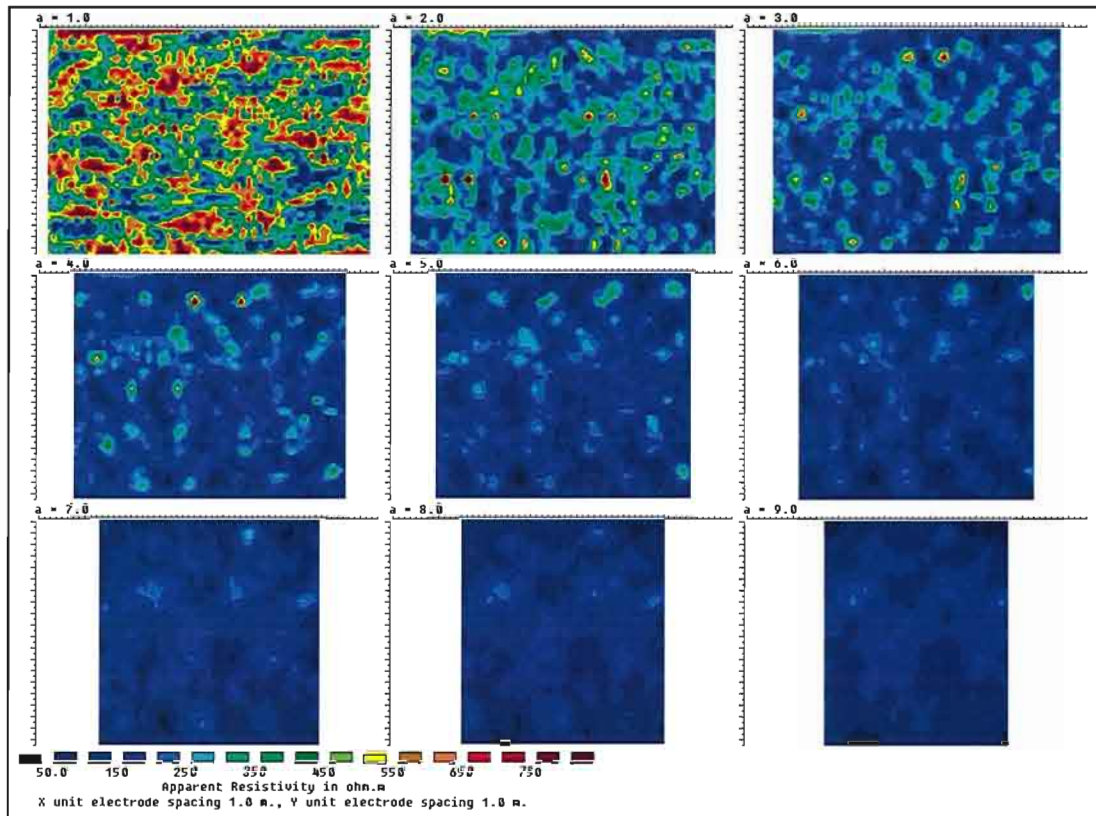 a = 1.0
a = 2.0
a = 3.0
a = 4.0
a = 5.0
a = 6.0
a = 7.0
a = 8.0
a = 9.0
50.0 150 250 350 450 550 650 750
Apparent Resistivity in ohm.m
X unit electrode spacing 1.0 m., Y unit electrode spacing 1.0 m.